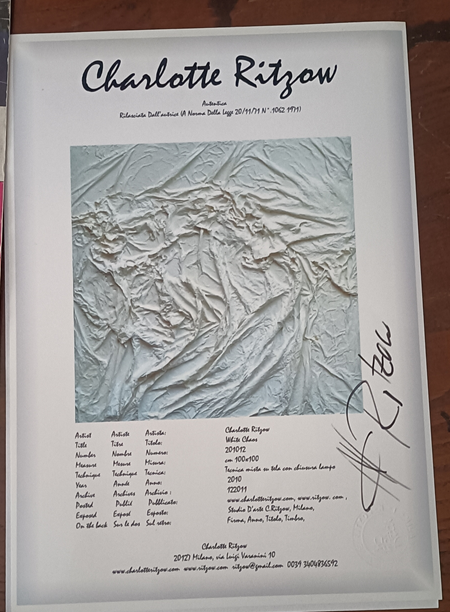 Charlotte Ritzow
Autentica
Rilasciata Dall'autrice (A Norma Della Legge 20/11/71 N°.1062 1971)
Artist Artiste Artista: Charlotte Ritzow
Title Titre Titolo: White Chaos
Number Nombre Numero: 201012
Measure Mesure Misura: cm 100x100
Technique Technique Tecnica: Tecnica mista su tela con chiusura lampo
Year Année Anno: 2010
Archive Archives Archivio: 122011
Posted Publié Pubblicato: www.charlotteritzow.com, www.ritzow.com,
Exposed Exposé Esposto: Studio D'arte C.Ritzow, Milano,
On the back Sur le dos Sul retro: Firma, Anno, Titolo, Timbro,
Ritzow
Charlotte Ritzow
20127 Milano, via Luigi Varanini 10
www.charlotteritzow.com www.ritzow.com ritzow@gmail.com 0039 3404836592